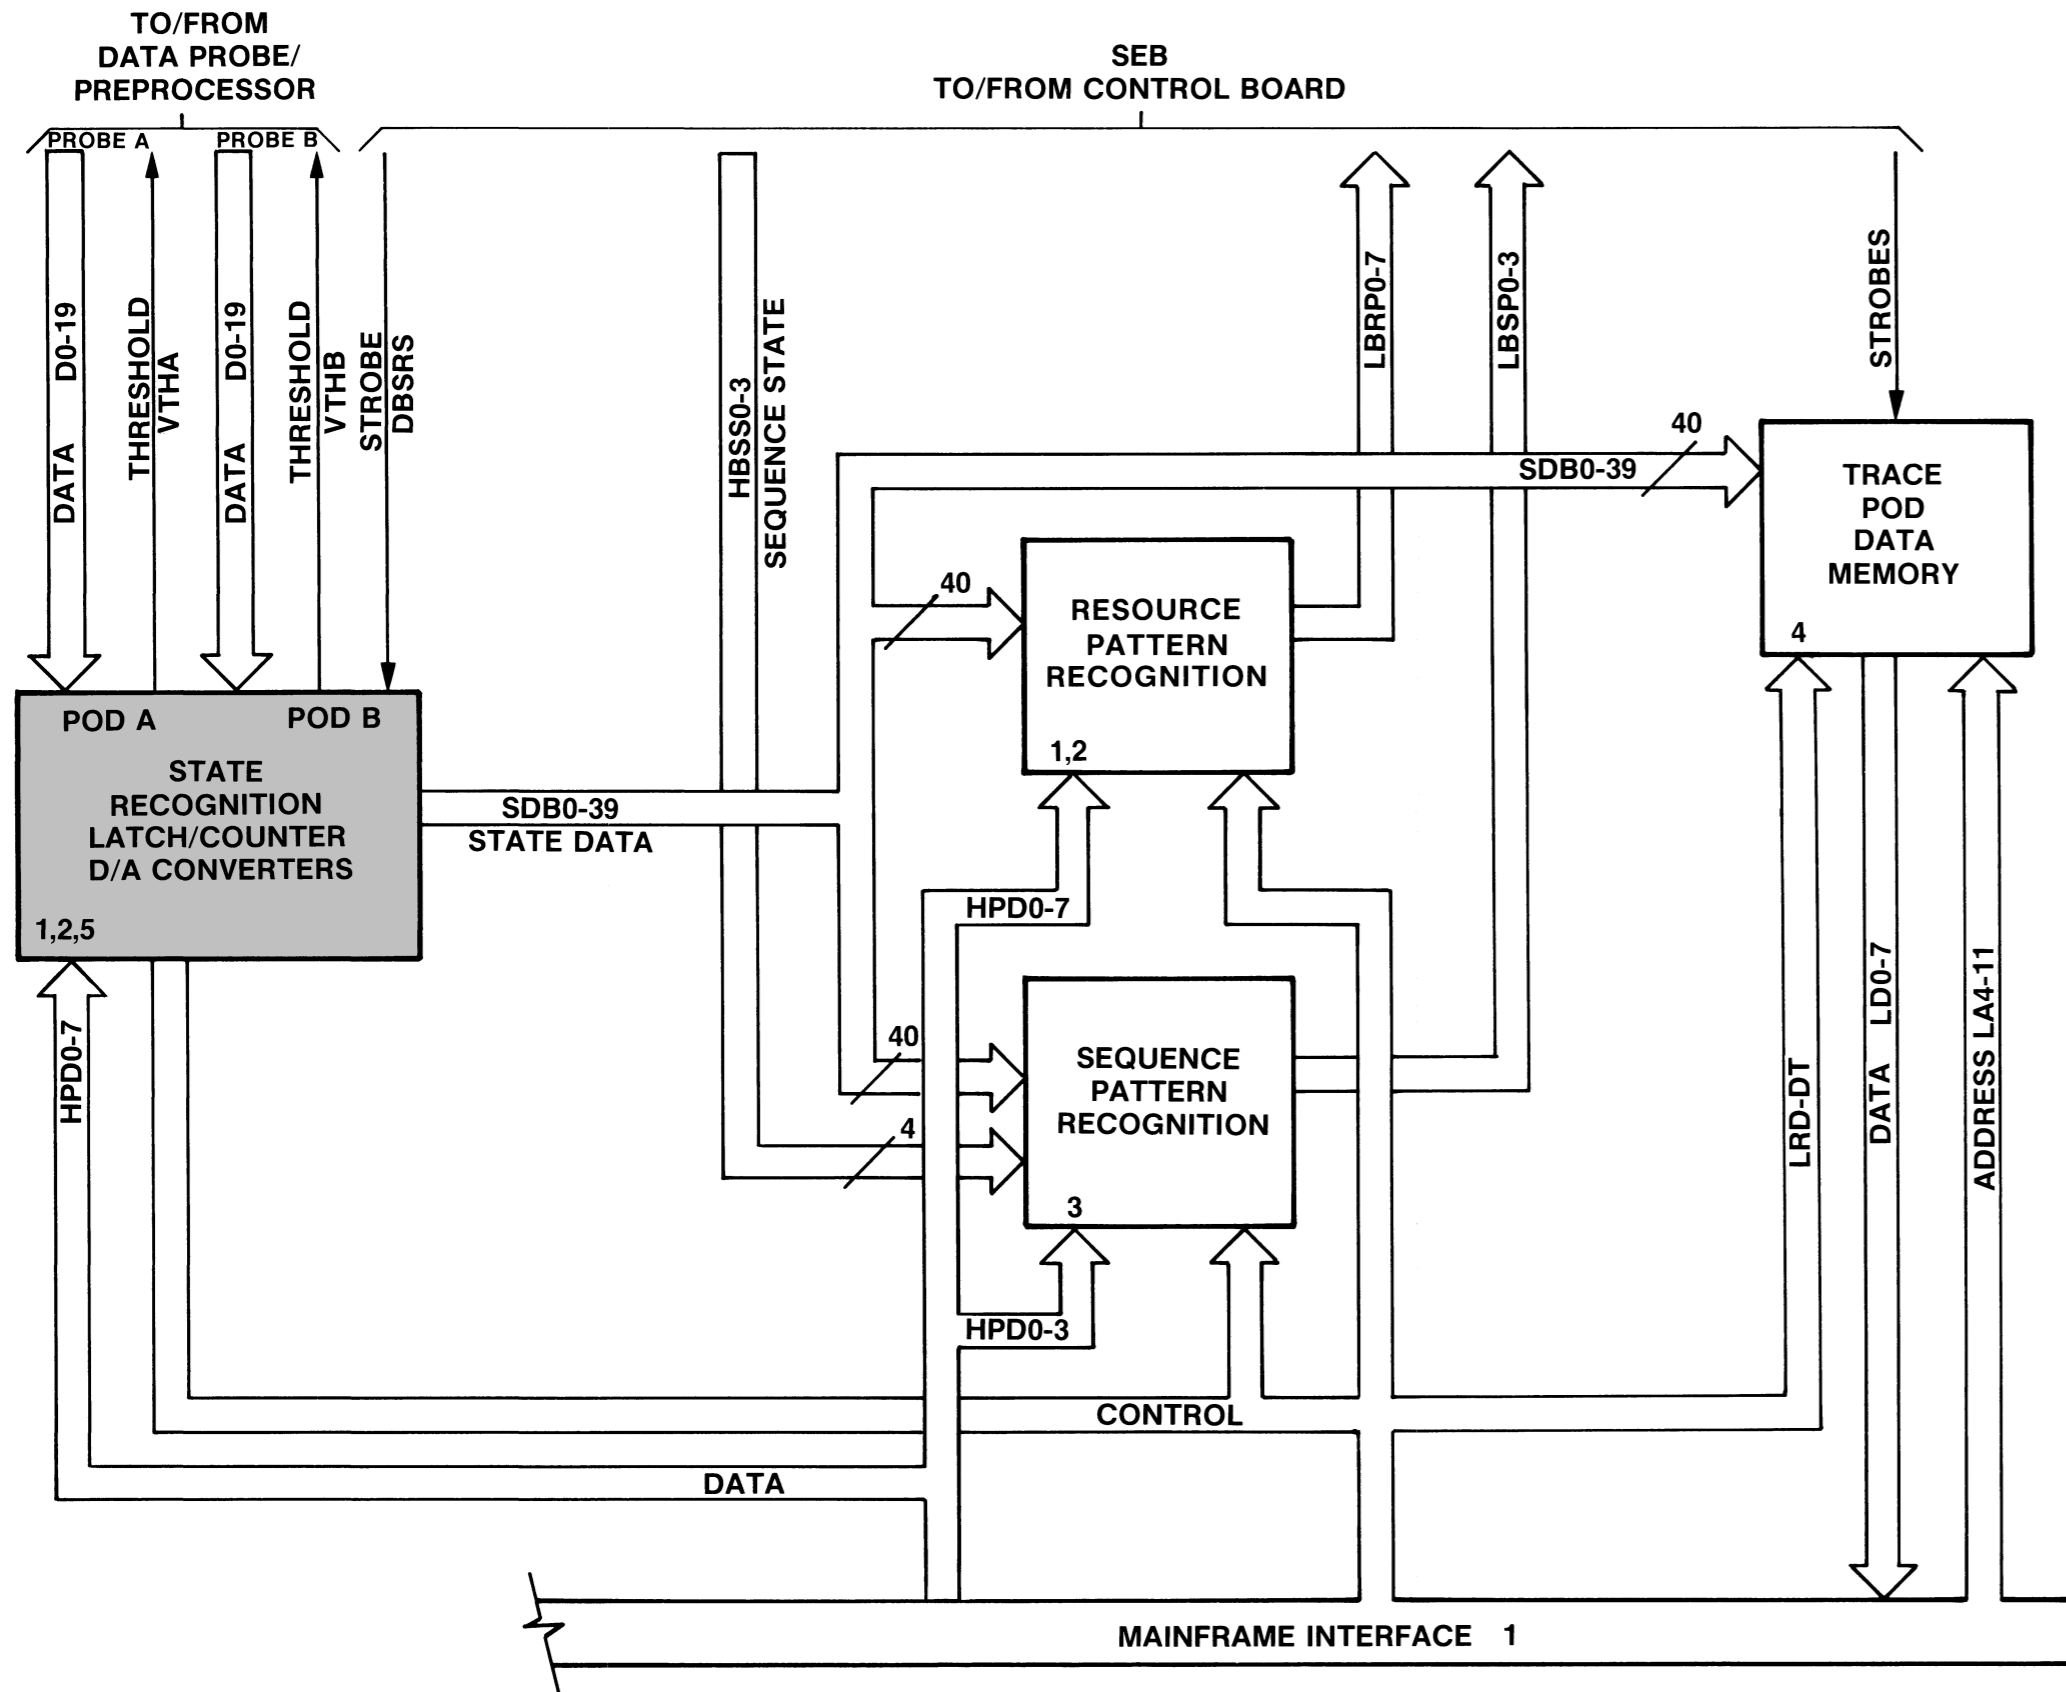 TO/FROM
DATA PROBE/
PREPROCESSOR
SEB
TO/FROM CONTROL BOARD
PROBE A
PROBE B
DATA D0-19
THRESHOLD
VTHA
DATA D0-19
THRESHOLD
VTHB
STROBE
DBSRS
HBSS0-3
SEQUENCE STATE
LBRP0-7
LBSP0-3
STROBES
40
SDB0-39
TRACE
POD
DATA
MEMORY
4
40
RESOURCE
PATTERN
RECOGNITION
1,2
POD A
POD B
STATE
RECOGNITION
LATCH/COUNTER
D/A CONVERTERS
1,2,5
SDB0-39
STATE DATA
HPD0-7
HPD0-7
40
4
SEQUENCE
PATTERN
RECOGNITION
3
HPD0-3
LRD-DT
DATA LD0-7
ADDRESS LA4-11
CONTROL
DATA
MAINFRAME INTERFACE 1